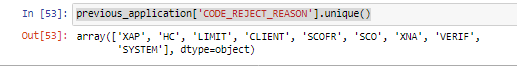 In [53]: previous_application['CODE_REJECT_REASON'].unique()
Out[53]: array(['XAP', 'HC', 'LIMIT', 'CLIENT', 'SCOFR', 'SCO', 'XNA', 'VERIF',
'SYSTEM'], dtype=object)